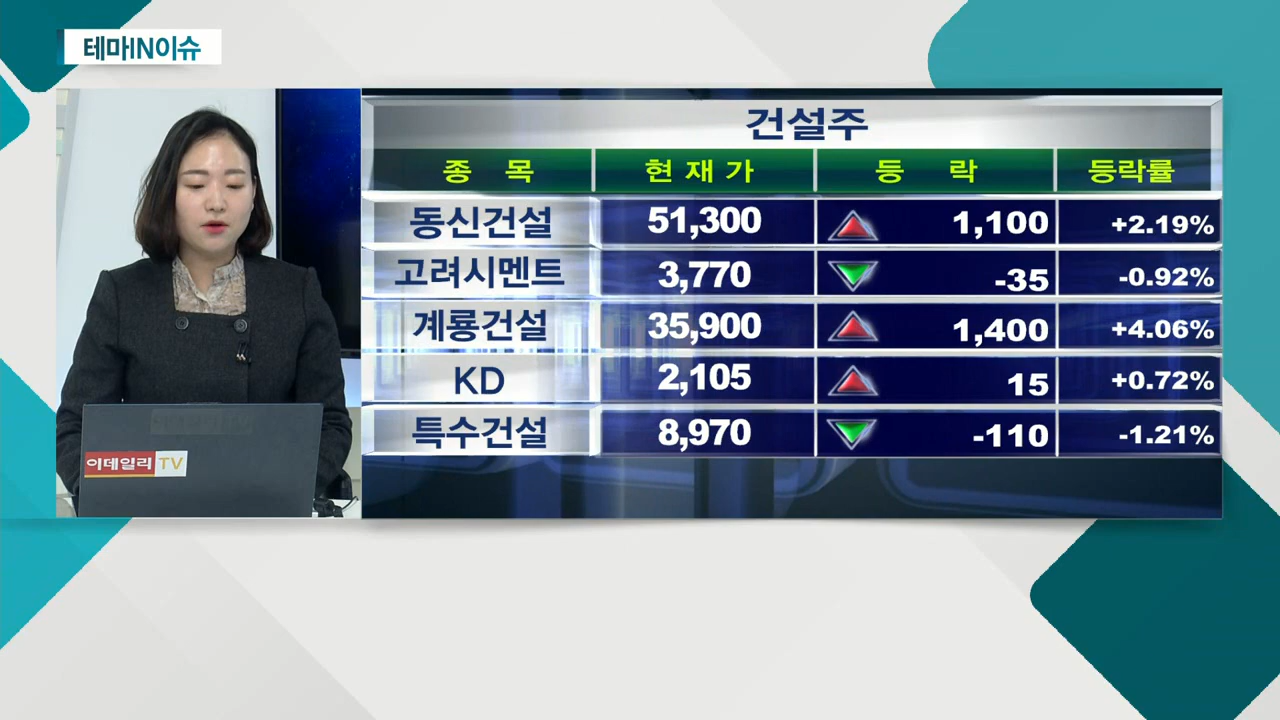 테마IN이슈
건설주
종 목 현 재 가 등 락 등락률
동신건설 51,300 1,100 +2.19%
고려시멘트 3,770 -35 -0.92%
계룡건설 35,900 1,400 +4.06%
KD 2,105 15 +0.72%
특수건설 8,970 -110 -1.21%
이데일리TV